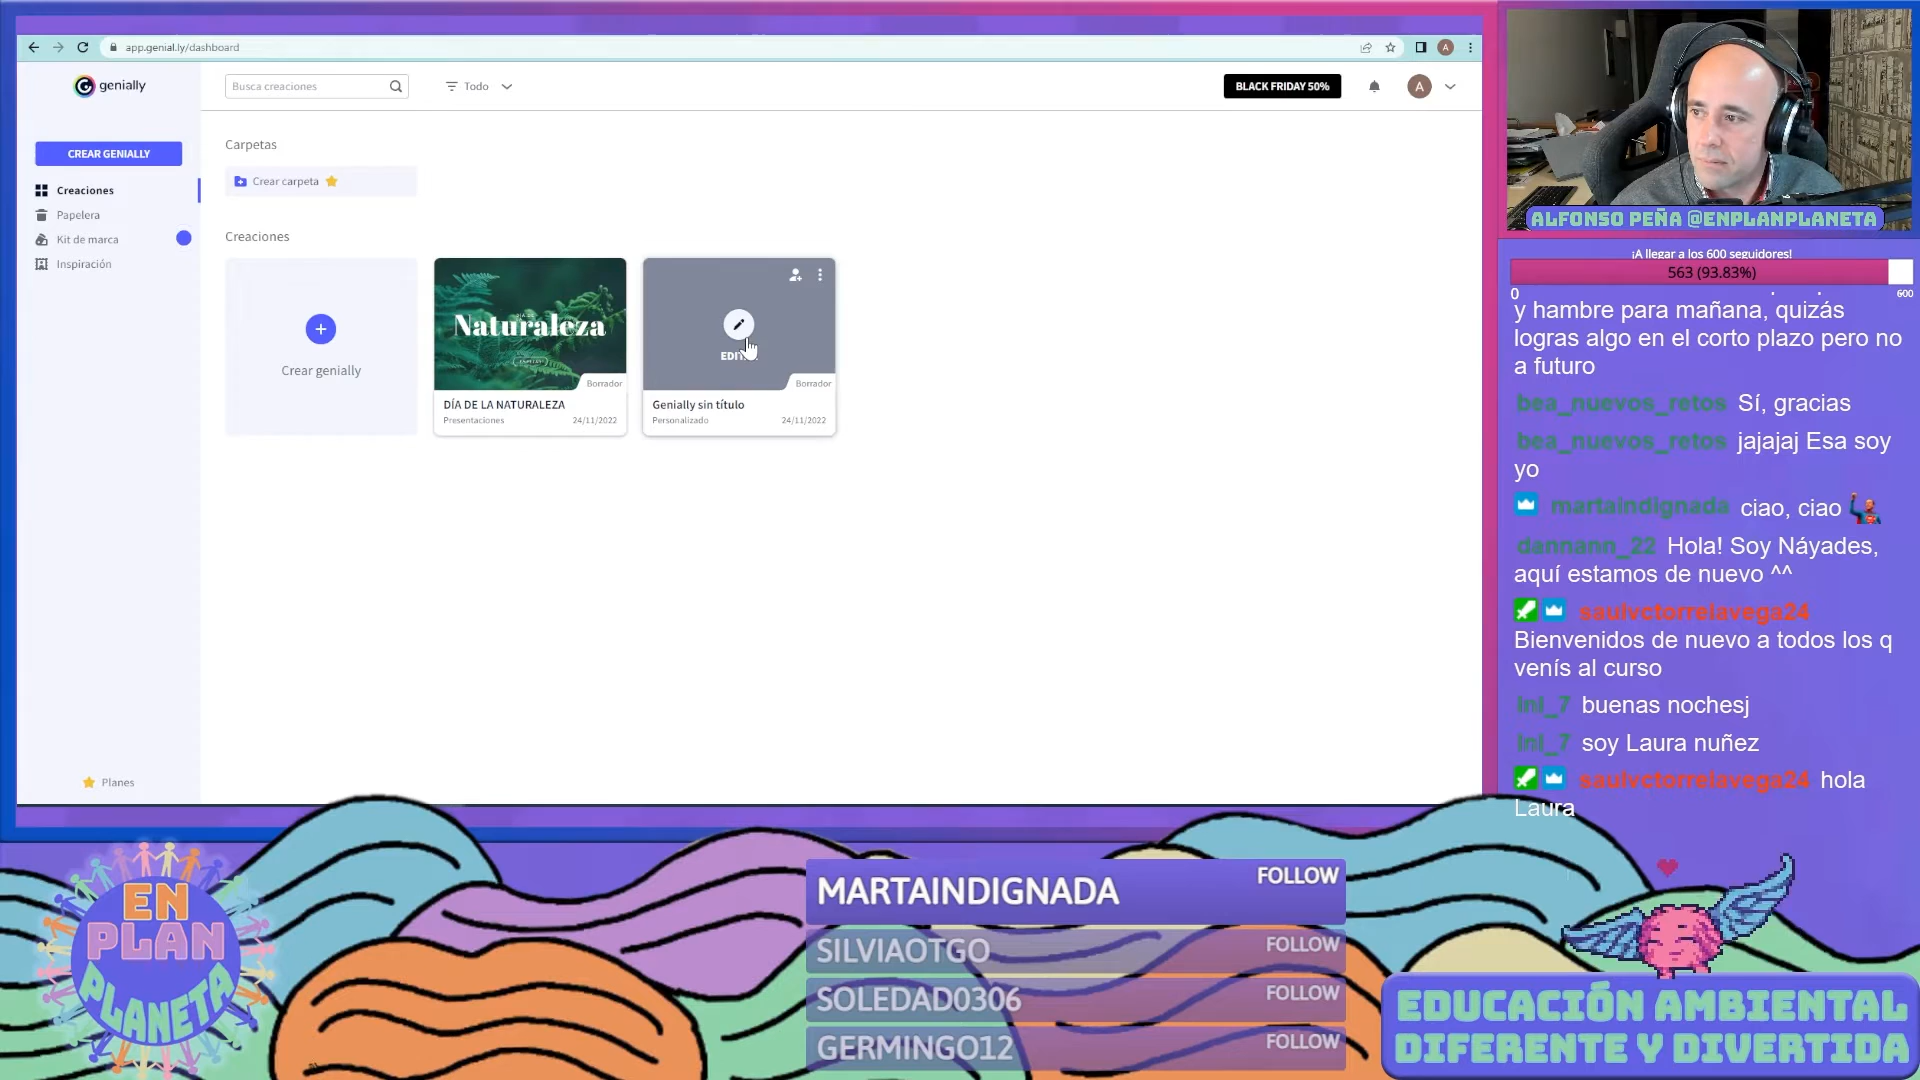 app.genial.ly/dashboard
genially
Busca creaciones
Todo
BLACK FRIDAY 50%
A
A
CREAR GENIALLY
Creaciones
Papelera
Kit de marca
Inspiración
Planes
Carpetas
Crear carpeta
Creaciones
Crear genially
Naturaleza
Borrador
DÍA DE LA NATURALEZA
Presentaciones 24/11/2022
Borrador
Genially sin título
Personalizado 24/11/2022
ALFONSO PEÑA @ENPLANPLANETA
¡A llegar a los 600 seguidores!
563 (93.83%)
0 600
y hambre para mañana, quizás
logras algo en el corto plazo pero no
a futuro
bea_nuevos_retos Sí, gracias
bea_nuevos_retos jajajaj Esa soy
yo
martaindignada ciao, ciao
dannann_22 Hola! Soy Náyades,
aquí estamos de nuevo ^^
saulvctorrelavega24
Bienvenidos de nuevo a todos los q
venís al curso
buenas nochesj
soy Laura nuñez
saulvctorrelavega24 hola
Laura
EN
PLAN
PLANETA
MARTAINDIGNADA FOLLOW
SILVIAOTGO FOLLOW
SOLEDAD0306 FOLLOW
GERMINGO12 FOLLOW
EDUCACIÓN AMBIENTAL
DIFERENTE Y DIVERTIDA